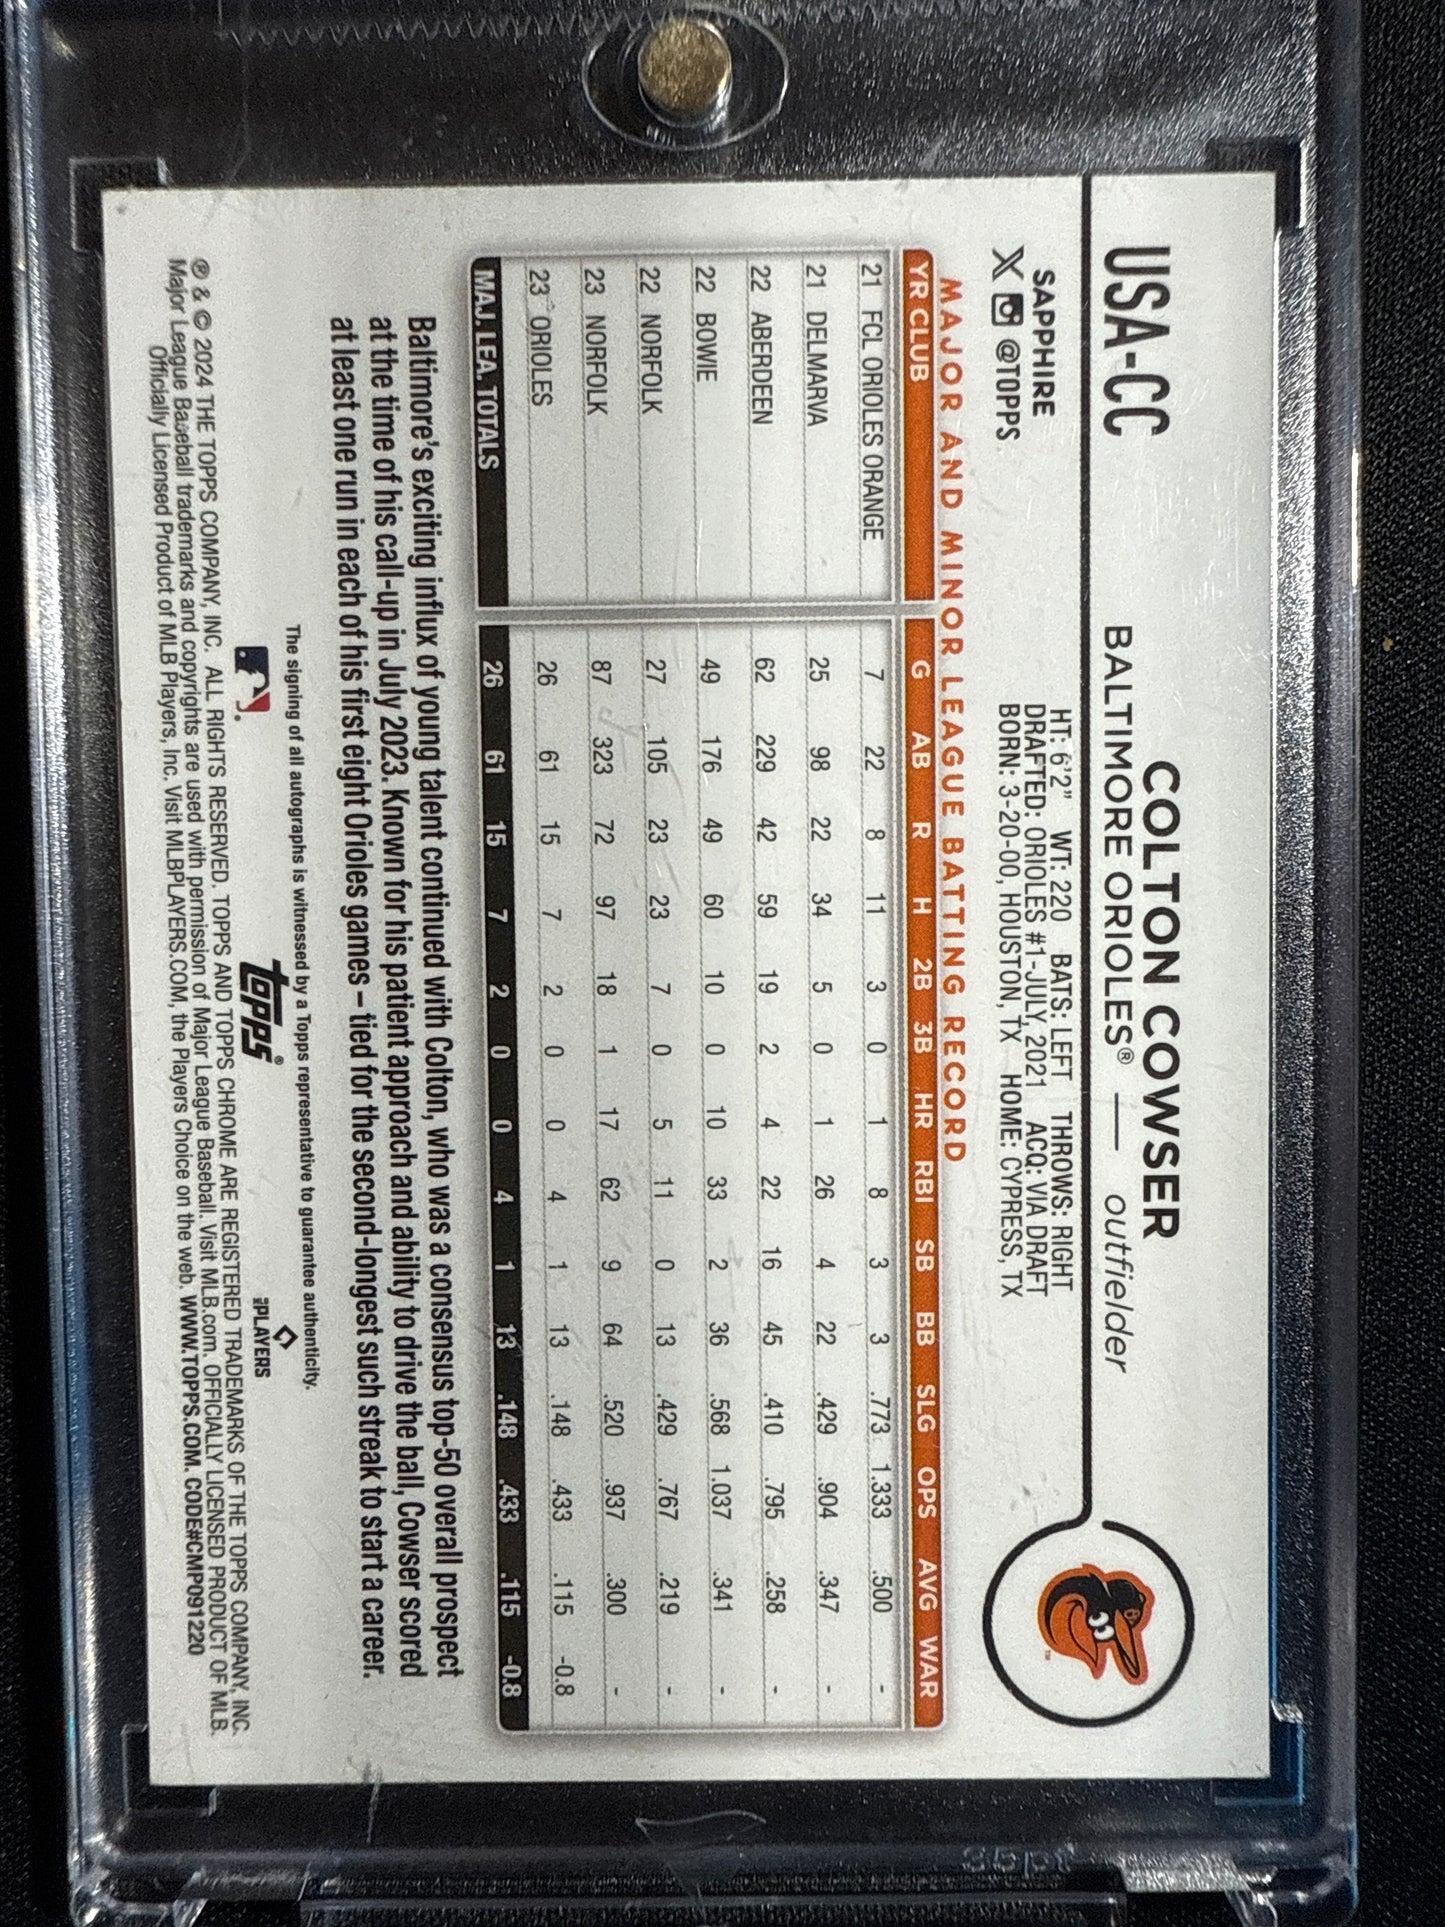 USA-CC
COLTON COWSER
BALTIMORE ORIOLES® — outfielder
SAPPHIRE
X @TOPPS
HT: 6'2" WT: 220 BATS: LEFT THROWS: RIGHT
DRAFTED: ORIOLES #1-JULY, 2021 ACQ: VIA DRAFT
BORN: 3-20-00, HOUSTON, TX HOME: CYPRESS, TX
MAJOR AND MINOR LEAGUE BATTING RECORD
YR CLUB G AB R H 2B 3B HR RBI SB BB SLG OPS AVG WAR
21 FCL ORIOLES ORANGE 7 22 8 11 3 0 1 8 3 3 .773 1.333 .500 -
21 DELMARVA 25 98 22 34 5 0 1 26 4 22 .429 .904 .347 -
22 ABERDEEN 62 229 42 59 19 2 4 22 16 45 .410 .795 .258 -
22 BOWIE 49 176 49 60 10 0 10 33 2 36 .568 1.037 .341 -
22 NORFOLK 27 105 23 23 7 0 5 11 0 13 .429 .767 .219 -
23 NORFOLK 87 323 72 97 18 1 17 62 9 64 .520 .937 .300 -
23 ORIOLES 26 61 15 7 2 0 0 4 1 13 .148 .433 .115 -0.8
MAJ. LEA. TOTALS 26 61 15 7 2 0 0 4 1 13 .148 .433 .115 -0.8
Baltimore's exciting influx of young talent continued with Colton, who was a consensus top-50 overall prospect
at the time of his call-up in July 2023. Known for his patient approach and ability to drive the ball, Cowser scored
at least one run in each of his first eight Orioles games – tied for the second-longest such streak to start a career.
The signing of all autographs is witnessed by a Topps representative to guarantee authenticity.
topps®
PLAYERS
® & © 2024 THE TOPPS COMPANY, INC. ALL RIGHTS RESERVED. TOPPS AND TOPPS CHROME ARE REGISTERED TRADEMARKS OF THE TOPPS COMPANY, INC.
Major League Baseball trademarks and copyrights are used with permission of Major League Baseball. Visit MLB.com. OFFICIALLY LICENSED PRODUCT OF MLB
Officially Licensed Product of MLB Players, Inc. Visit MLBPLAYERS.COM, the Players Choice on the web. WWW.TOPPS.COM. CODE#CMP091220